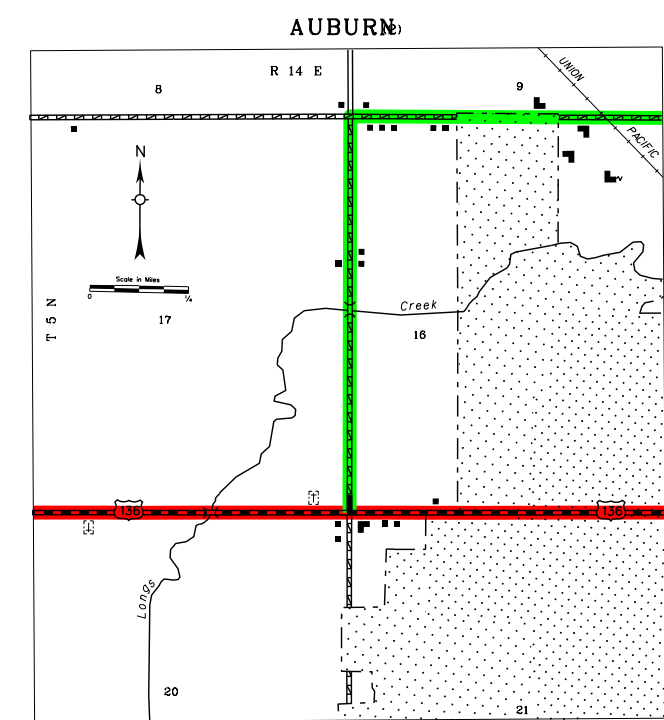 AUBURN(2)
R 14 E
8
9
UNION
PACIFIC
N
Scale in Miles
0 1/4
T 5 N
17
Creek
16
136
136
Longs
20
21